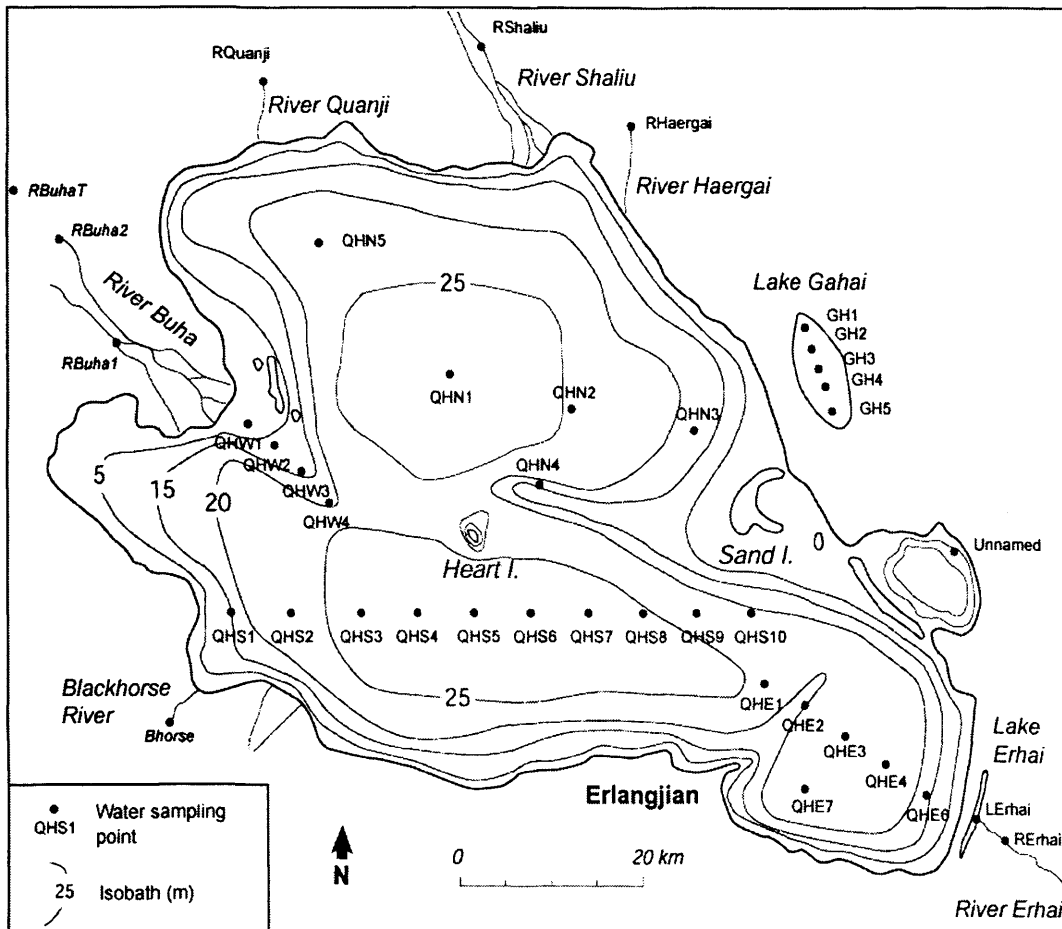 RShaliu
RQuanji
River Shaliu
River Quanji
RHaergai
RBuhaT
River Haergai
RBuha2
QHN5
River Buha
25
Lake Gahai
GH1
GH2
GH3
GH4
GH5
RBuha1
QHN1
QHN2
QHN3
QHW1
QHW2
QHW3
QHW4
QHN4
5
15
20
Heart I.
Sand I.
Unnamed
QHS1
QHS2
QHS3
QHS4
QHS5
QHS6
QHS7
QHS8
QHS9
QHS10
Blackhorse
River
Bhorse
25
QHE1
QHE2
QHE3
QHE4
QHE7
QHE6
Lake
Erhai
LErhai
RErhai
River Erhai
Erlangjian
Water sampling
point
QHS1
25 Isobath (m)
N
0 20 km